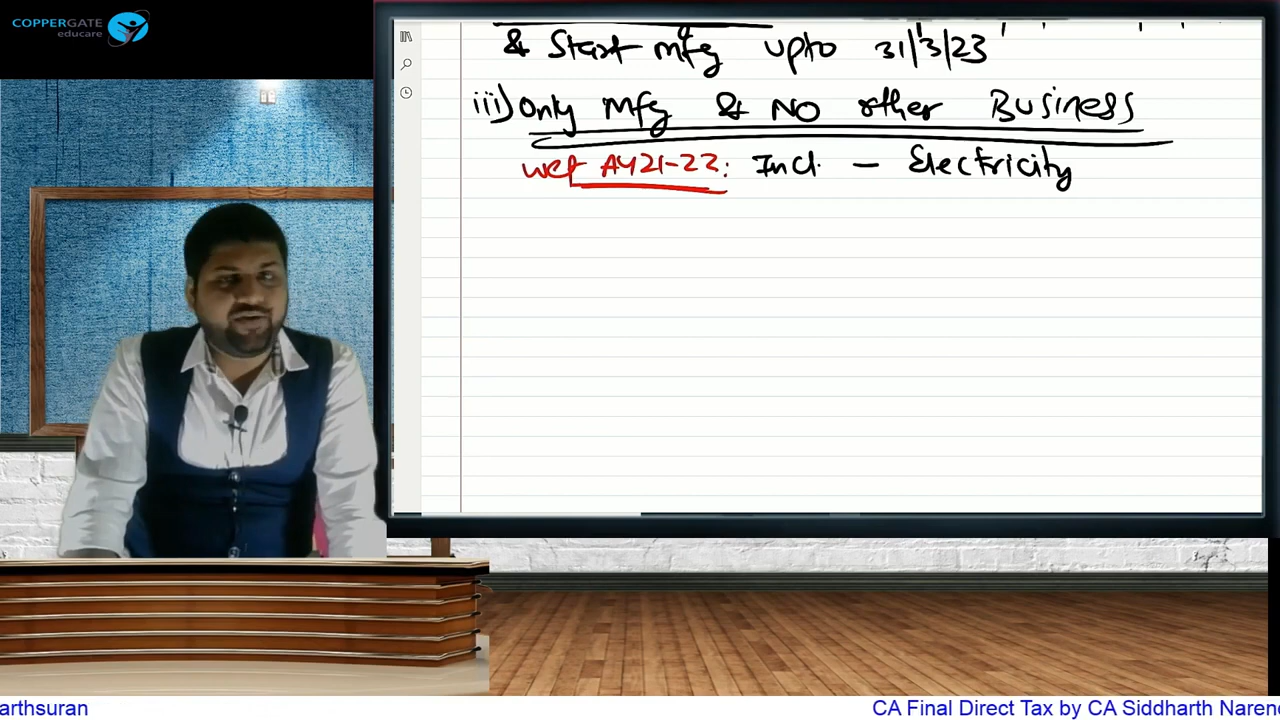 COPPERGATE
educare
& Start mfg upto 31/3/23
iii) Only Mfg & NO other Business
wef AY21-22: Incl. — Electricity
arthsuran
CA Final Direct Tax by CA Siddharth Naren